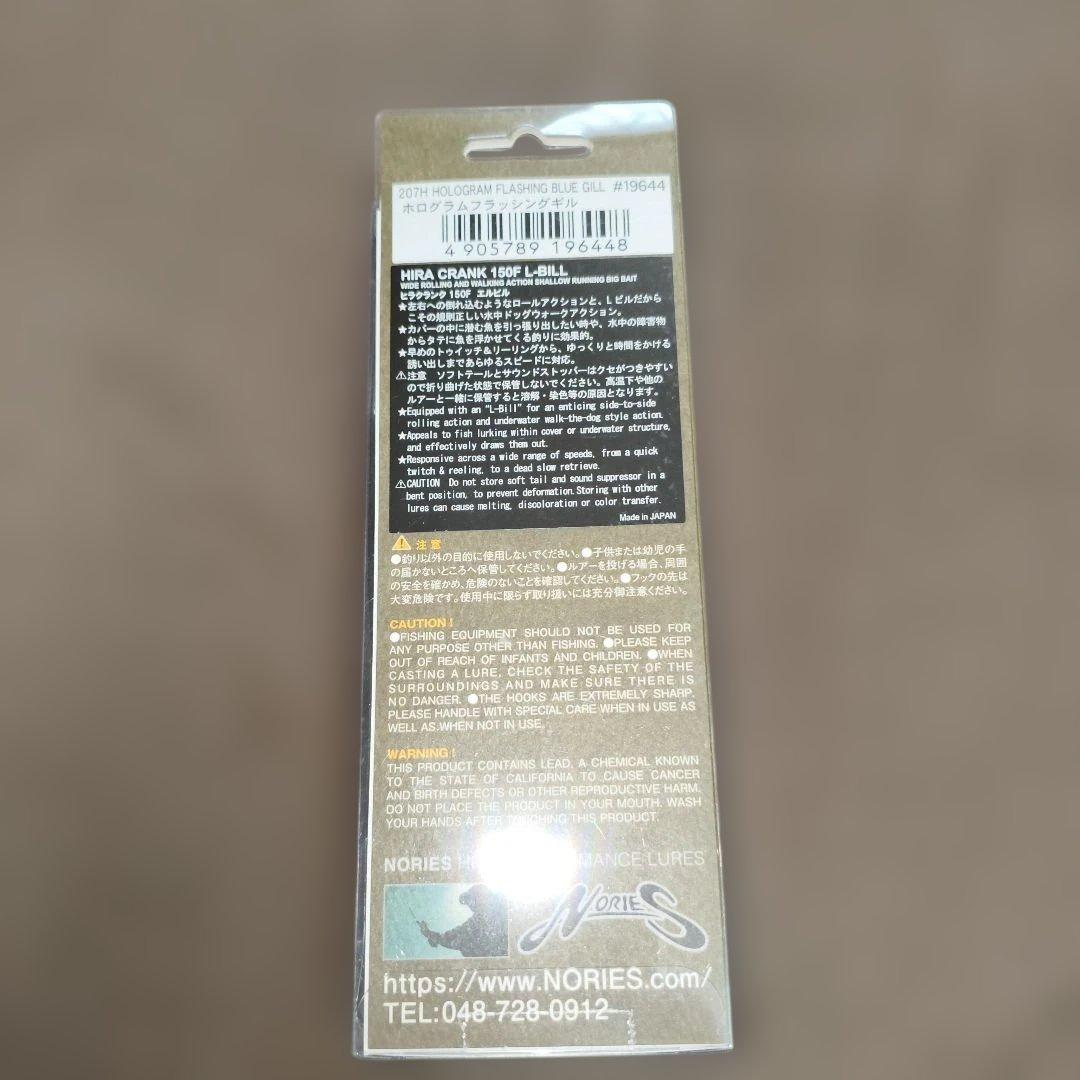 207H HOLOGRAM FLASHING BLUE GILL #19644
ホログラムフラッシングギル
4 905789 196448
HIRA CRANK 150F L-BILL
WIDE ROLLING AND WALKING ACTION SHALLOW RUNNING BIG BAIT
ヒラクランク 150F エルビル
★左右への倒れ込むようなロールアクションと、Lビルだから
こその規則正しい水中ドッグウォークアクション。
★カバーの中に潜む魚を引っ張り出したい時や、水中の障害物
からタテに魚を浮かせてくる釣りに効果的。
★早めのトゥイッチ&リーリングから、ゆっくりと時間をかける
誘い出しまであらゆるスピードに対応。
⚠注意 ソフトテールとサウンドストッパーはクセがつきやすい
ので折り曲げた状態で保管しないでください。高温下や他の
ルアーと一緒に保管すると溶解・染色等の原因となります。
★Equipped with an "L-Bill" for an anticing side-to-side
rolling action and underwater walk-the-dog style action.
★Appeals to fish lurking within cover or underwater structure,
and effectively draws them out.
★Responsive across a wide range of speeds, from a quick
twitch & reeling, to a dead slow retrieve.
⚠CAUTION Do not store soft tail and sound suppressor in a
bent position, to prevent deformation.Storing with other
lures can cause melting, discoloration or color transfer.
Made in JAPAN
⚠注意
●釣り以外の目的に使用しないでください。●子供または幼児の手
の届かないところへ保管してください。●ルアーを投げる場合、周囲
の安全を確かめ、危険のないことを確認してください。●フックの先は
大変危険です。使用中に限らず取り扱いには充分御注意ください。
CAUTION!
●FISHING EQUIPMENT SHOULD NOT BE USED FOR
ANY PURPOSE OTHER THAN FISHING. ●PLEASE KEEP
OUT OF REACH OF INFANTS AND CHILDREN. ●WHEN
CASTING A LURE, CHECK THE SAFETY OF THE
SURROUNDINGS AND MAKE SURE THERE IS
NO DANGER. ●THE HOOKS ARE EXTREMELY SHARP.
PLEASE HANDLE WITH SPECIAL CARE WHEN IN USE AS
WELL AS WHEN NOT IN USE.
WARNING!
THIS PRODUCT CONTAINS LEAD, A CHEMICAL KNOWN
TO THE STATE OF CALIFORNIA TO CAUSE CANCER
AND BIRTH DEFECTS OR OTHER REPRODUCTIVE HARM.
DO NOT PLACE THE PRODUCT IN YOUR MOUTH. WASH
YOUR HANDS AFTER TOUCHING THIS PRODUCT.
NORIES LURES
NORIES
https://www.NORIES.com/
TEL:048-728-0912